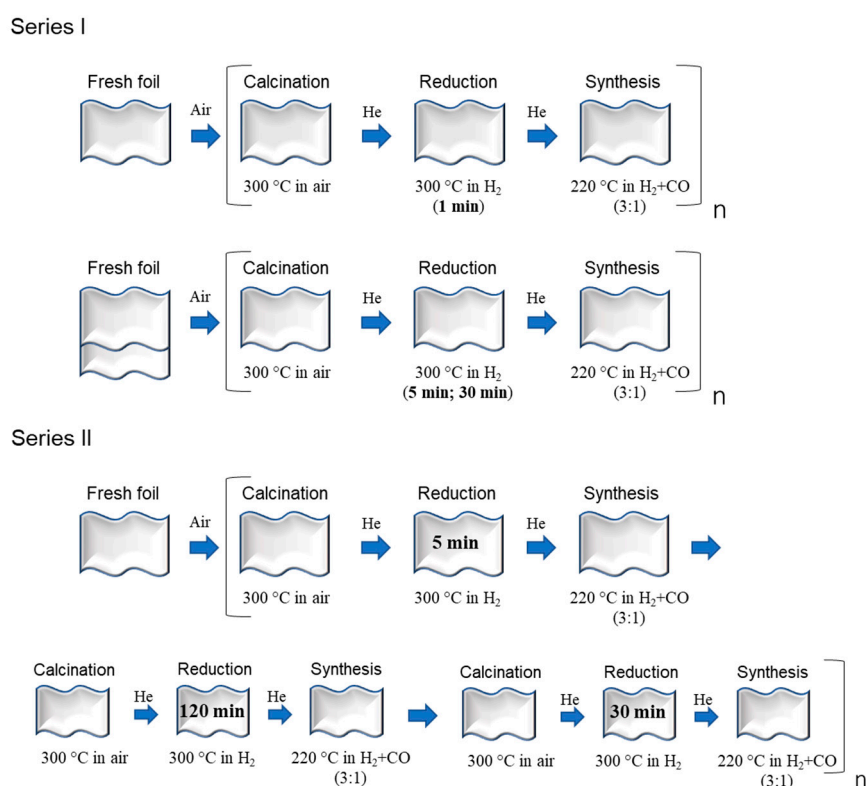 Series I
Fresh foil Calcination Reduction Synthesis
Air He He
300 °C in air 300 °C in H₂ 220 °C in H₂+CO
(1 min) (3:1)
n
Fresh foil Calcination Reduction Synthesis
Air He He
300 °C in air 300 °C in H₂ 220 °C in H₂+CO
(5 min; 30 min) (3:1)
n
Series II
Fresh foil Calcination Reduction Synthesis
Air He He
5 min
300 °C in air 300 °C in H₂ 220 °C in H₂+CO
(3:1)
Calcination Reduction Synthesis Calcination Reduction Synthesis
He He He He
120 min 30 min
300 °C in air 300 °C in H₂ 220 °C in H₂+CO 300 °C in air 300 °C in H₂ 220 °C in H₂+CO
(3:1) (3:1)
n